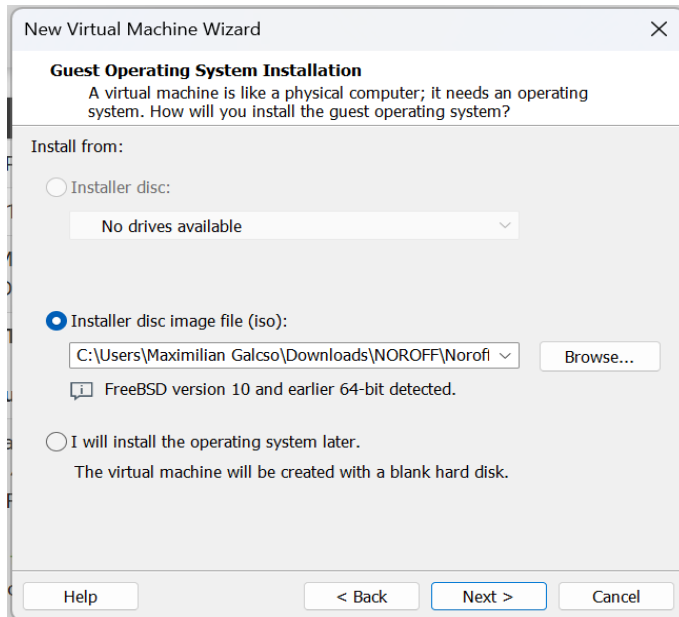 New Virtual Machine Wizard
Guest Operating System Installation
A virtual machine is like a physical computer; it needs an operating
system. How will you install the guest operating system?
Install from:
Installer disc:
No drives available
Installer disc image file (iso):
C:\Users\Maximilian Galcso\Downloads\NOROFF\Noroff
Browse...
FreeBSD version 10 and earlier 64-bit detected.
I will install the operating system later.
The virtual machine will be created with a blank hard disk.
Help
< Back
Next >
Cancel